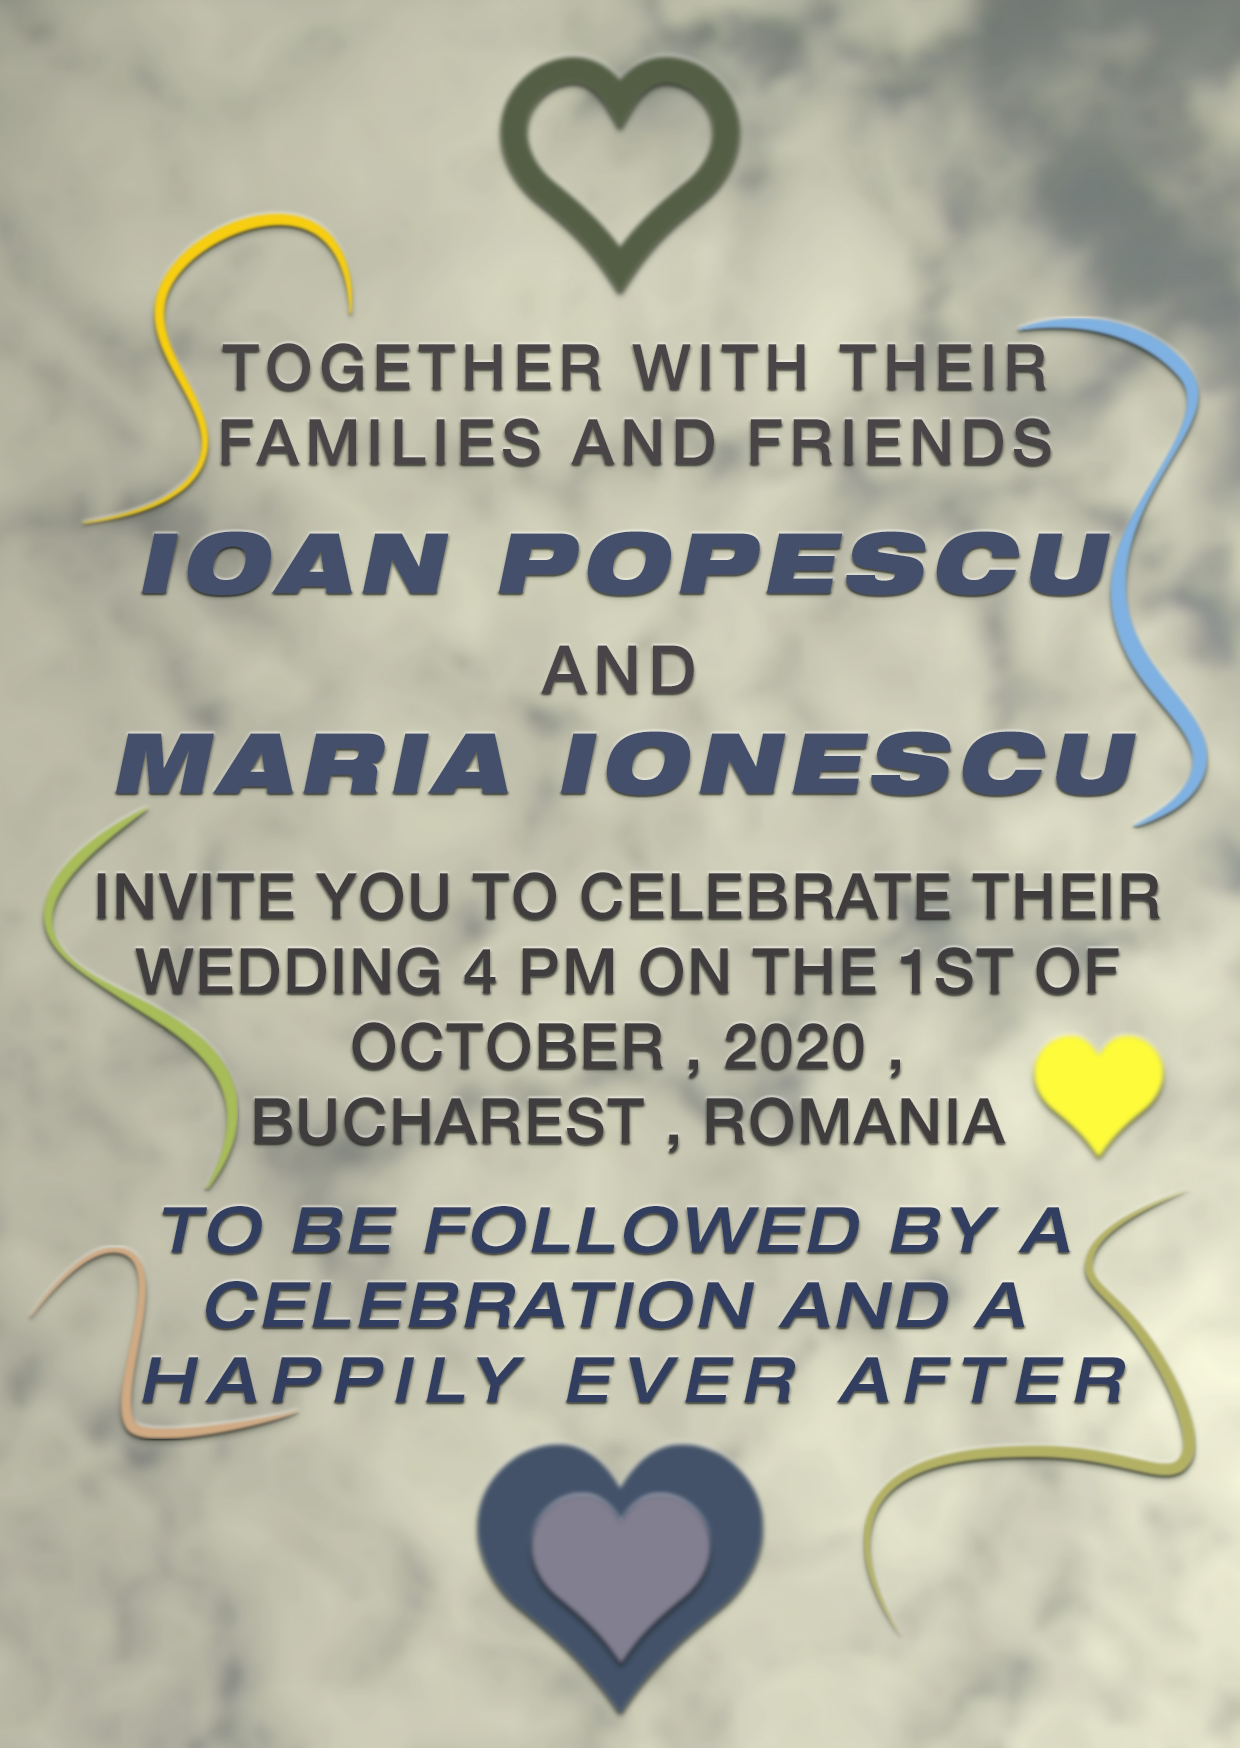 TOGETHER WITH THEIR
FAMILIES AND FRIENDS
IOAN POPESCU
AND
MARIA IONESCU
INVITE YOU TO CELEBRATE THEIR
WEDDING 4 PM ON THE 1ST OF
OCTOBER , 2020 ,
BUCHAREST , ROMANIA
TO BE FOLLOWED BY A
CELEBRATION AND A
HAPPILY EVER AFTER